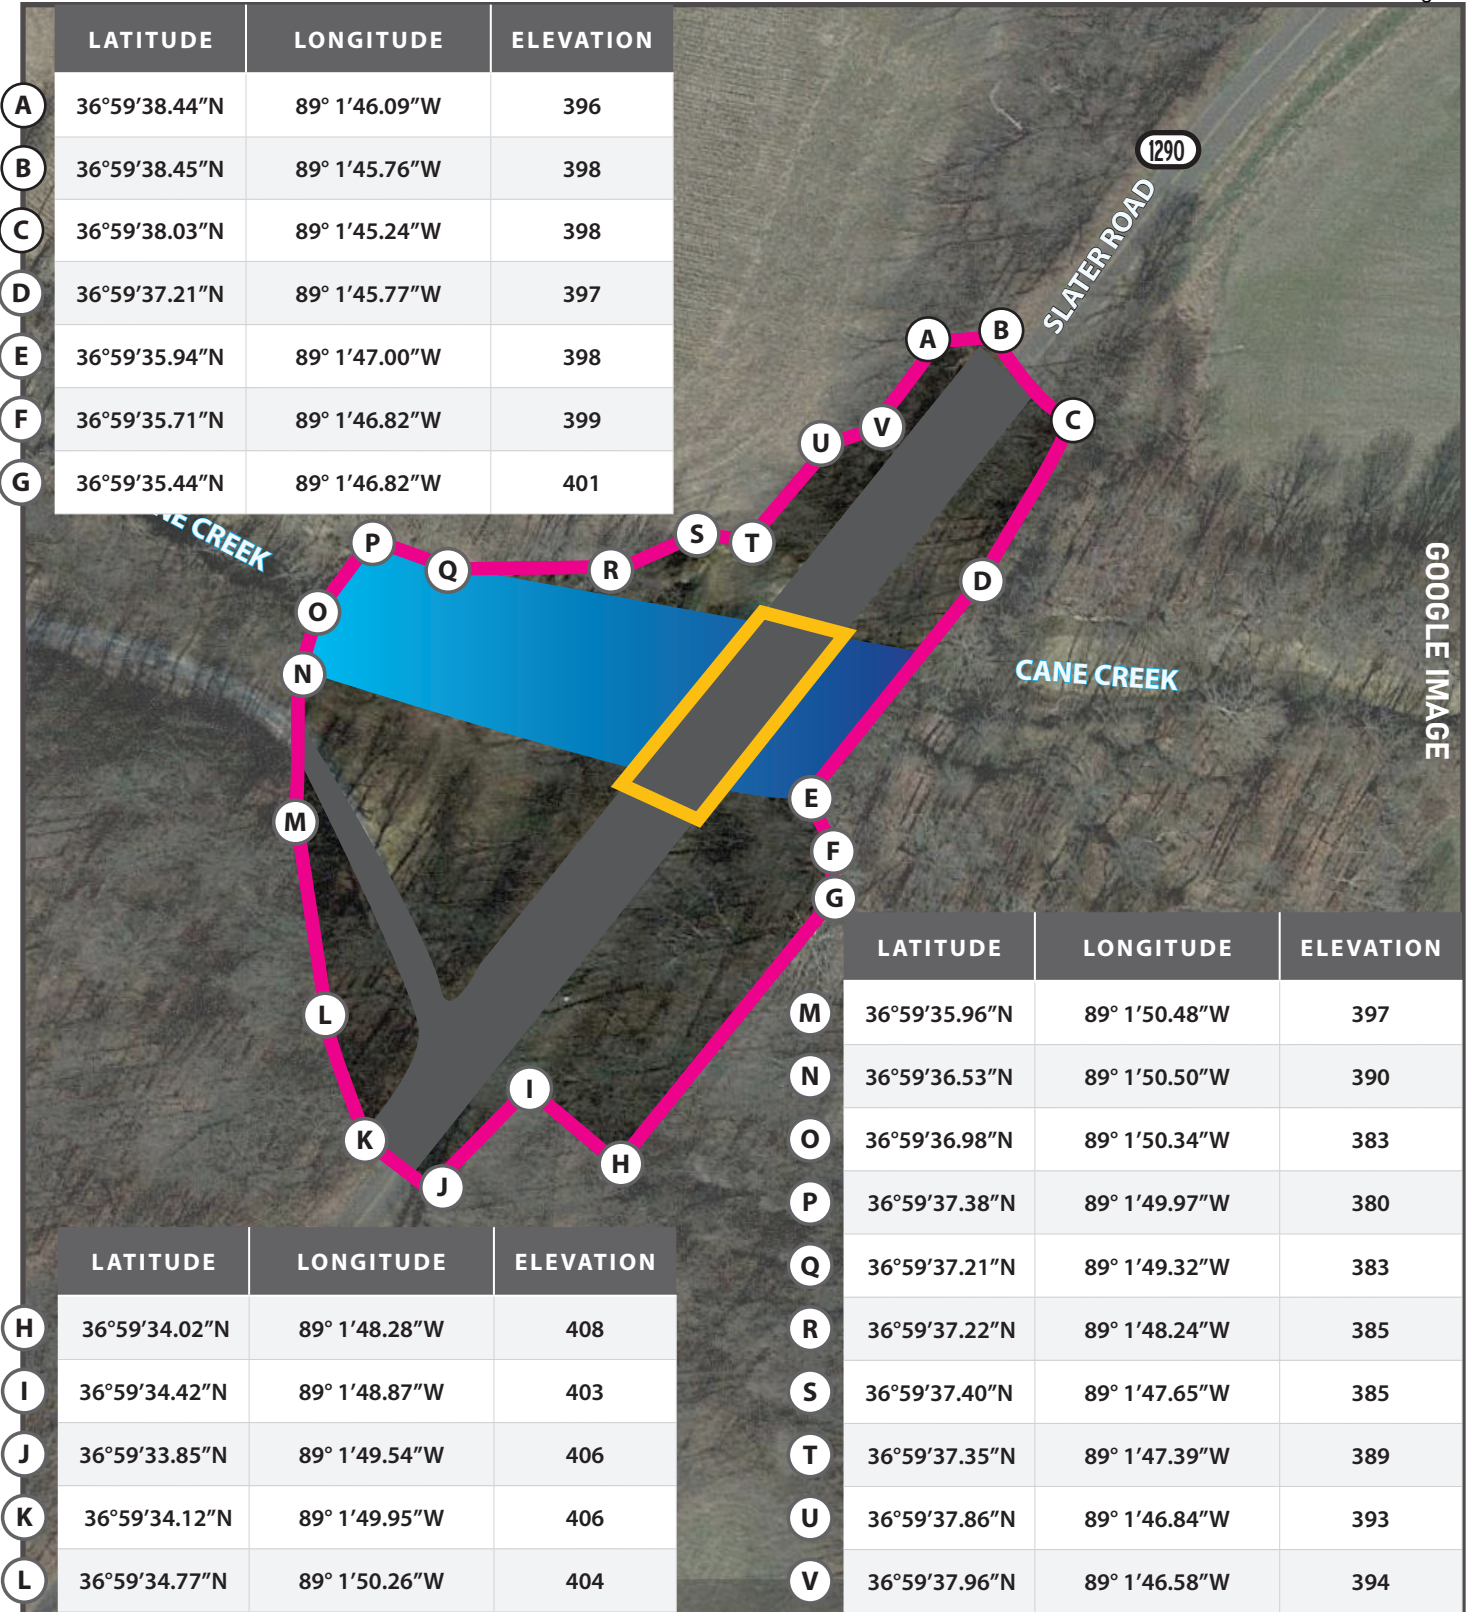 LATITUDE LONGITUDE ELEVATION
A 36°59’38.44”N 89° 1’46.09”W 396
B 36°59’38.45”N 89° 1’45.76”W 398
C 36°59’38.03”N 89° 1’45.24”W 398
D 36°59’37.21”N 89° 1’45.77”W 397
E 36°59’35.94”N 89° 1’47.00”W 398
F 36°59’35.71”N 89° 1’46.82”W 399
G 36°59’35.44”N 89° 1’46.82”W 401
1290
SLATER ROAD
A
B
C
V
U
T
S
R
Q
P
O
N
D
CREEK
CANE CREEK
GOOGLE IMAGE
E
F
G
M
L
K
J
I
H
LATITUDE LONGITUDE ELEVATION
M 36°59’35.96”N 89° 1’50.48”W 397
N 36°59’36.53”N 89° 1’50.50”W 390
O 36°59’36.98”N 89° 1’50.34”W 383
P 36°59’37.38”N 89° 1’49.97”W 380
Q 36°59’37.21”N 89° 1’49.32”W 383
R 36°59’37.22”N 89° 1’48.24”W 385
S 36°59’37.40”N 89° 1’47.65”W 385
T 36°59’37.35”N 89° 1’47.39”W 389
U 36°59’37.86”N 89° 1’46.84”W 393
V 36°59’37.96”N 89° 1’46.58”W 394
LATITUDE LONGITUDE ELEVATION
H 36°59’34.02”N 89° 1’48.28”W 408
I 36°59’34.42”N 89° 1’48.87”W 403
J 36°59’33.85”N 89° 1’49.54”W 406
K 36°59’34.12”N 89° 1’49.95”W 406
L 36°59’34.77”N 89° 1’50.26”W 404